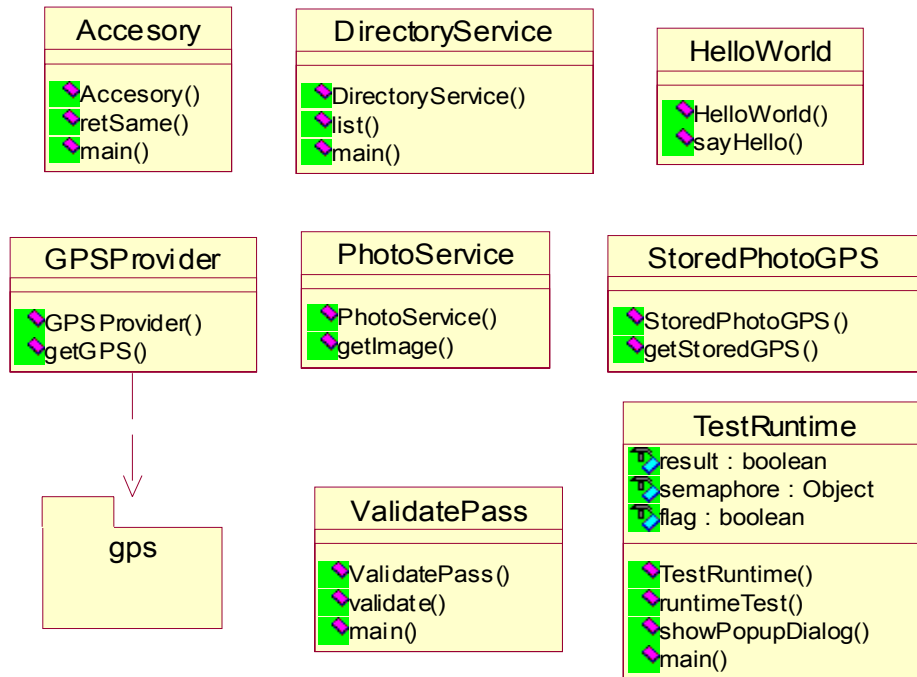 Accesory
Accesory()
retSame()
main()
DirectoryService
DirectoryService()
list()
main()
HelloWorld
HelloWorld()
sayHello()
GPSProvider
GPSProvider()
getGPS()
PhotoService
PhotoService()
getImage()
StoredPhotoGPS
StoredPhotoGPS()
getStoredGPS()
gps
ValidatePass
ValidatePass()
validate()
main()
TestRuntime
result : boolean
semaphore : Object
flag : boolean
TestRuntime()
runtimeTest()
showPopupDialog()
main()